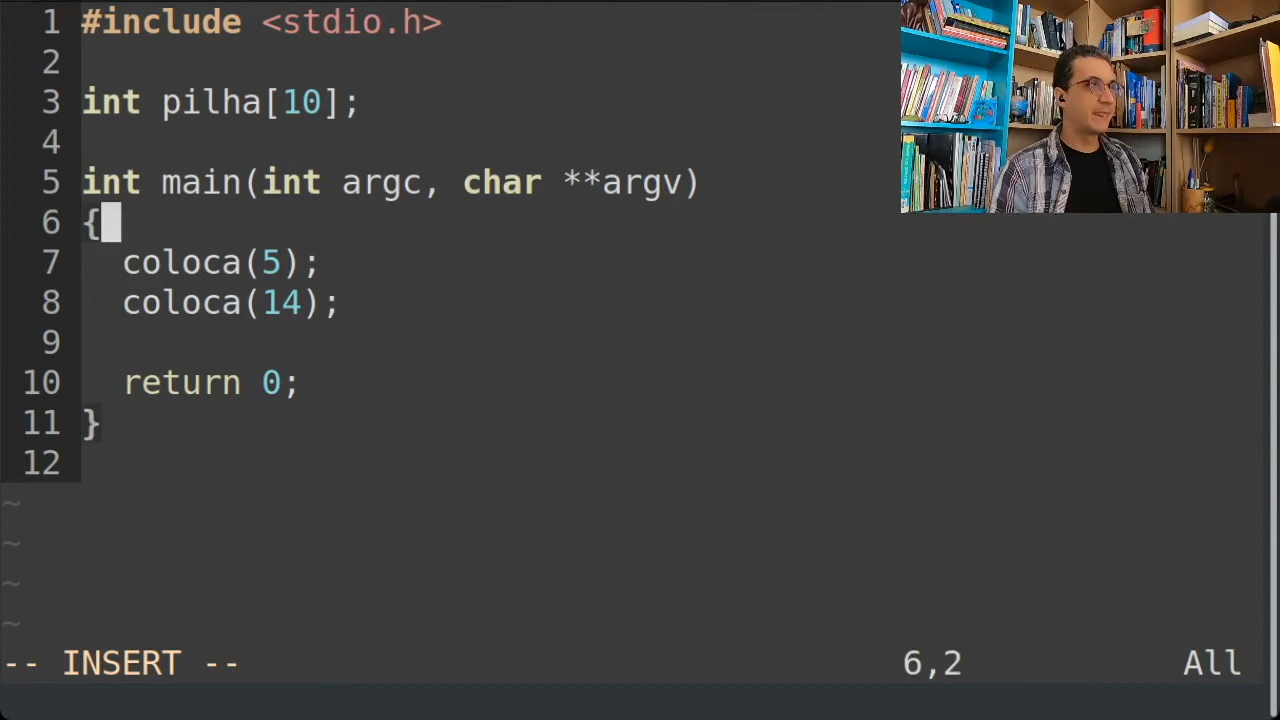 1 #include <stdio.h>
2
3 int pilha[10];
4
5 int main(int argc, char **argv)
6 {
7   coloca(5);
8   coloca(14);
9
10   return 0;
11 }
12
~
~
~
~
-- INSERT -- 6,2 All